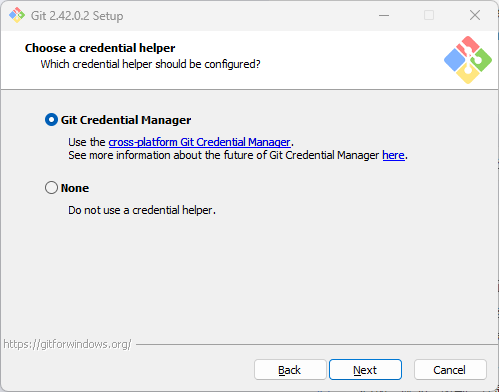 Git 2.42.0.2 Setup
Choose a credential helper
Which credential helper should be configured?
Git Credential Manager
Use the cross-platform Git Credential Manager.
See more information about the future of Git Credential Manager here.
None
Do not use a credential helper.
https://gitforwindows.org/
Back Next Cancel